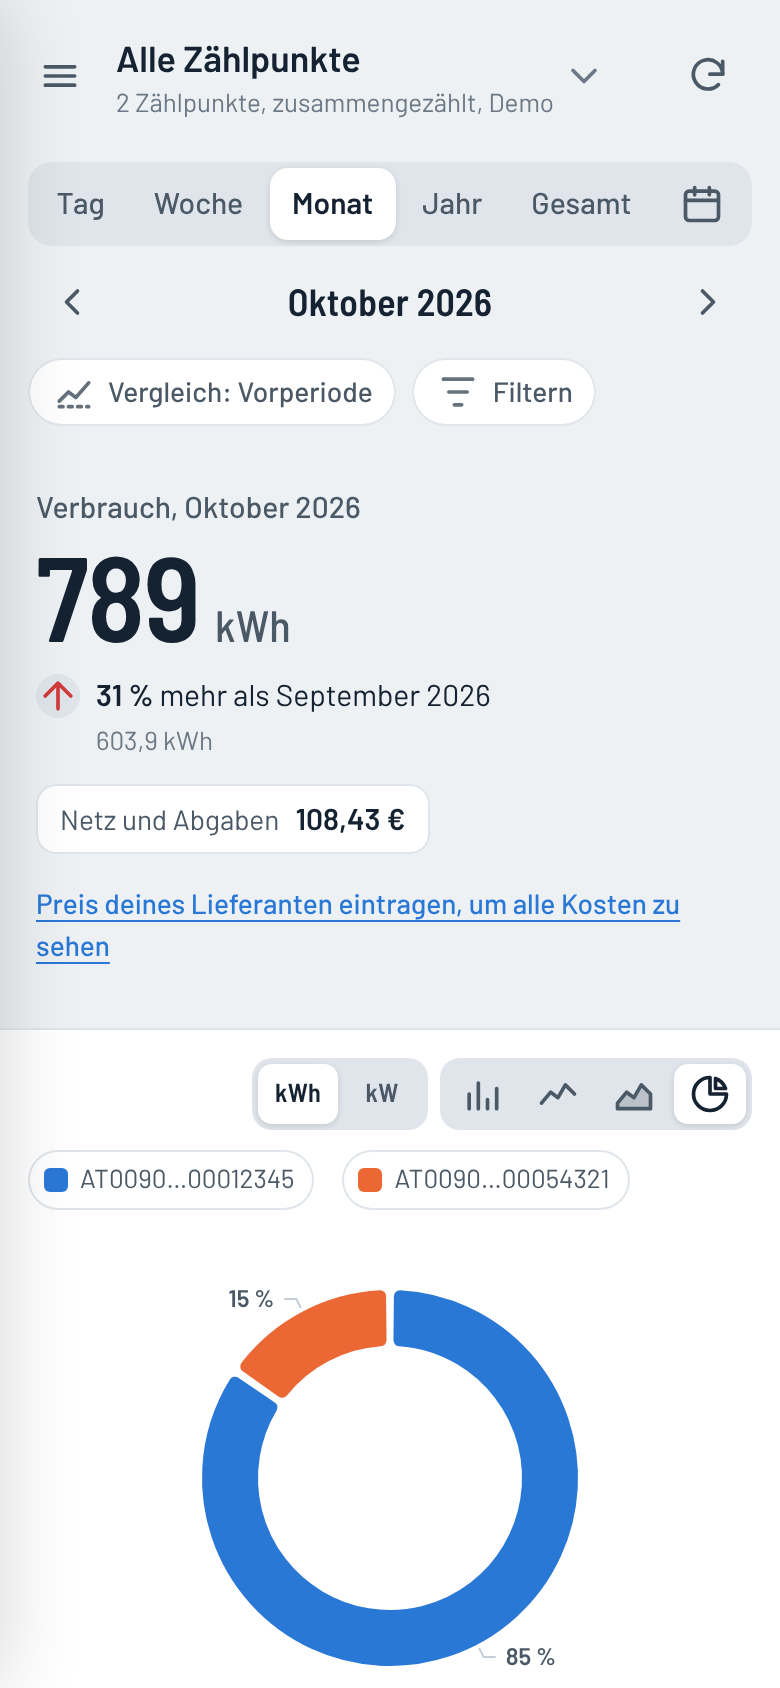 Alle Zählpunkte
2 Zählpunkte, zusammengezählt, Demo
Tag Woche Monat Jahr Gesamt
Oktober 2026
Vergleich: Vorperiode Filtern
Verbrauch, Oktober 2026
789 kWh
31 % mehr als September 2026
603,9 kWh
Netz und Abgaben 108,43 €
Preis deines Lieferanten eintragen, um alle Kosten zu
sehen
kWh kW
AT0090...00012345 AT0090...00054321
15 %
85 %